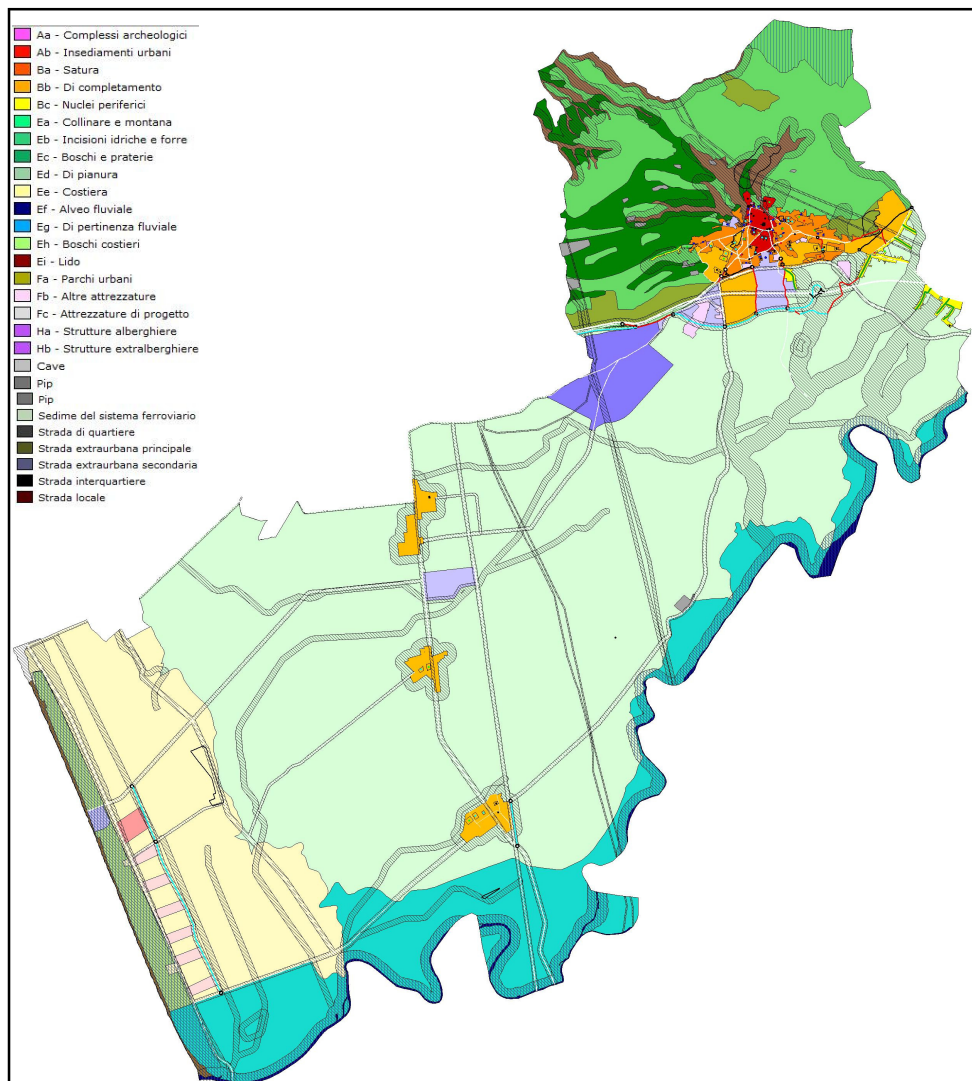 Aa - Complessi archeologici
Ab - Insediamenti urbani
Ba - Satura
Bb - Di completamento
Bc - Nuclei periferici
Ea - Collinare e montana
Eb - Incisioni idriche e forre
Ec - Boschi e praterie
Ed - Di pianura
Ee - Costiera
Ef - Alveo fluviale
Eg - Di pertinenza fluviale
Eh - Boschi costieri
Ei - Lido
Fa - Parchi urbani
Fb - Altre attrezzature
Fc - Attrezzature di progetto
Ha - Strutture alberghiere
Hb - Strutture extralberghiere
Cave
Pip
Pip
Sedime del sistema ferroviario
Strada di quartiere
Strada extraurbana principale
Strada extraurbana secondaria
Strada interquartiere
Strada locale